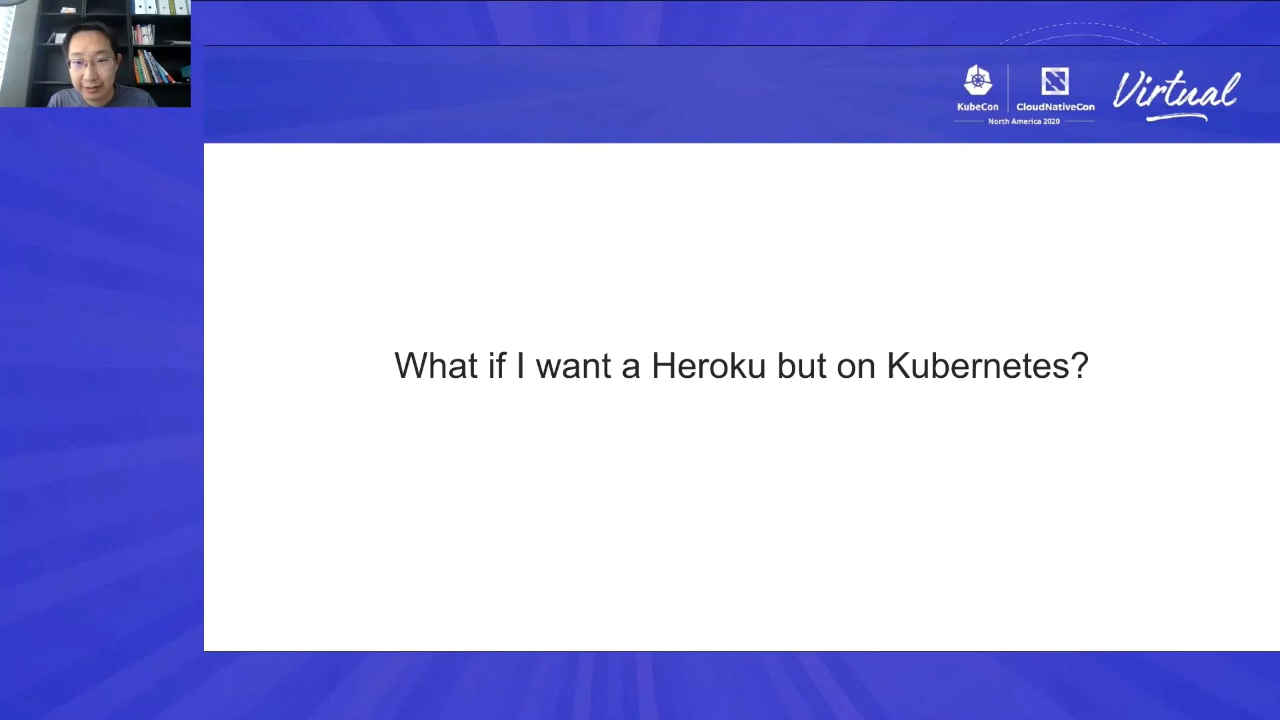 KubeCon
CloudNativeCon
North America 2020
Virtual
What if I want a Heroku but on Kubernetes?